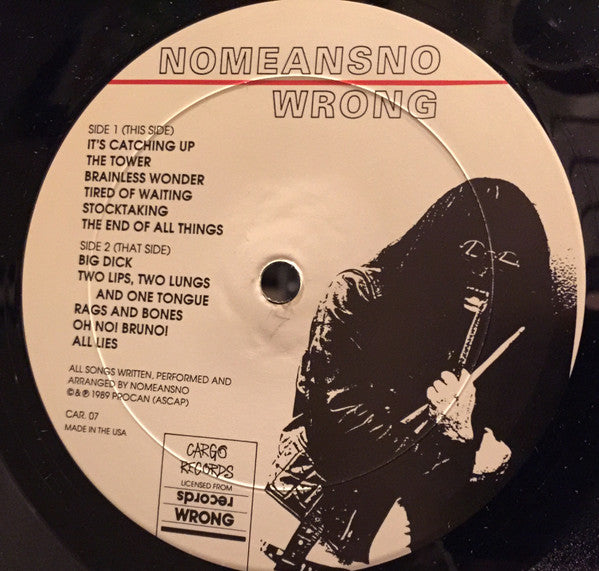 NOMEANSNO
WRONG
SIDE 1 (THIS SIDE)
IT'S CATCHING UP
THE TOWER
BRAINLESS WONDER
TIRED OF WAITING
STOCKTAKING
THE END OF ALL THINGS
SIDE 2 (THAT SIDE)
BIG DICK
TWO LIPS, TWO LUNGS
AND ONE TONGUE
RAGS AND BONES
OH NO! BRUNO!
ALL LIES
ALL SONGS WRITTEN, PERFORMED AND
ARRANGED BY NOMEANSNO
©& ℗ 1989 PROCAN (ASCAP)
CAR. 07
MADE IN THE USA
CARGO
RECORDS
LICENSED FROM
records
WRONG